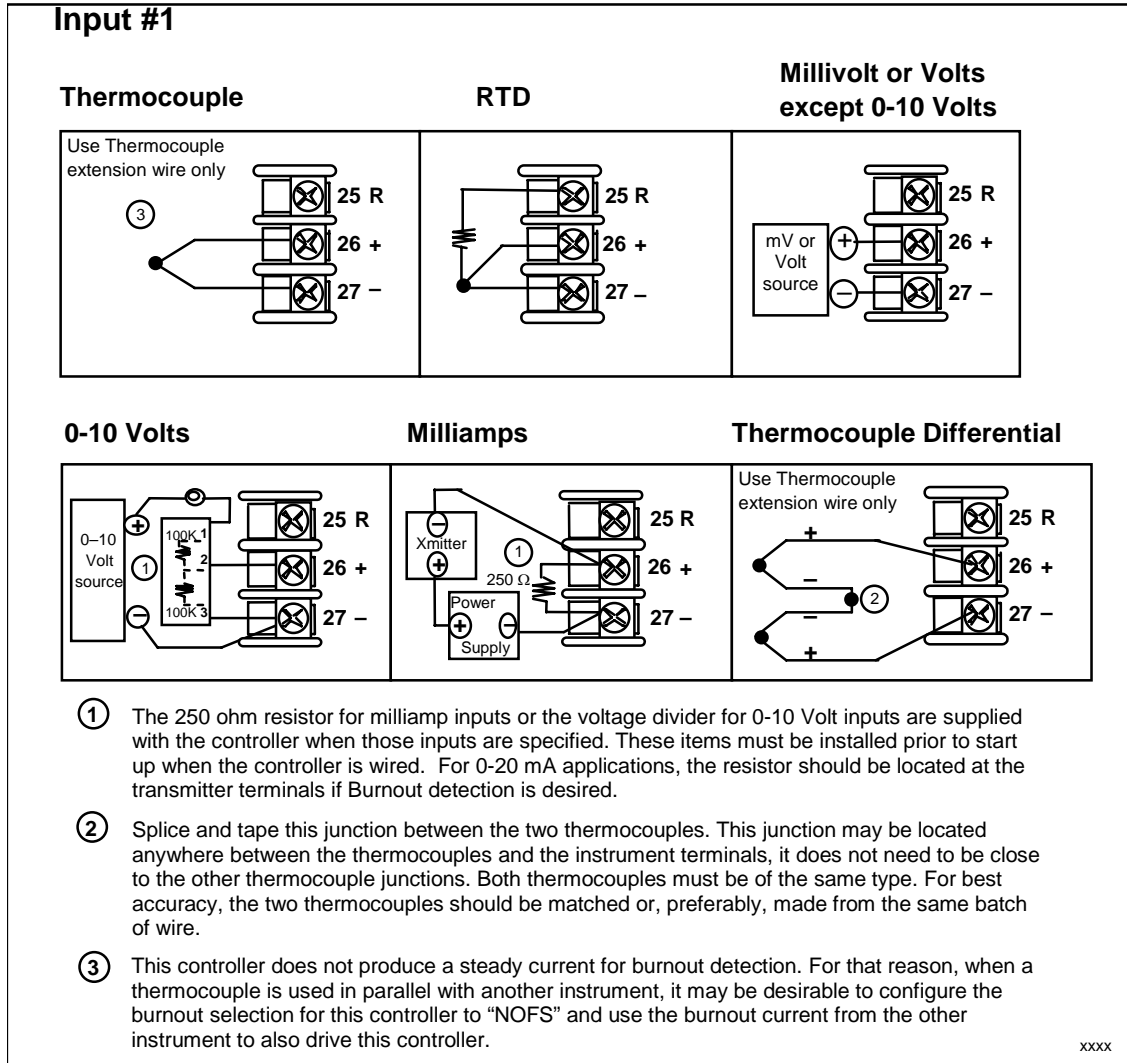 Input #1
Thermocouple
RTD
Millivolt or Volts
except 0-10 Volts
Use Thermocouple
extension wire only
3
25 R
26 +
27 –
25 R
26 +
27 –
mV or
Volt
source
+
–
25 R
26 +
27 –
0-10 Volts
Milliamps
Thermocouple Differential
0–10
Volt
source
+
–
1
100K 1
2
100K 3
25 R
26 +
27 –
–
Xmitter
+
1
250 Ω
Power
+ –
Supply
25 R
26 +
27 –
Use Thermocouple
extension wire only
+
–
2
–
+
25 R
26 +
27 –
1 The 250 ohm resistor for milliamp inputs or the voltage divider for 0-10 Volt inputs are supplied
with the controller when those inputs are specified. These items must be installed prior to start
up when the controller is wired. For 0-20 mA applications, the resistor should be located at the
transmitter terminals if Burnout detection is desired.
2 Splice and tape this junction between the two thermocouples. This junction may be located
anywhere between the thermocouples and the instrument terminals, it does not need to be close
to the other thermocouple junctions. Both thermocouples must be of the same type. For best
accuracy, the two thermocouples should be matched or, preferably, made from the same batch
of wire.
3 This controller does not produce a steady current for burnout detection. For that reason, when a
thermocouple is used in parallel with another instrument, it may be desirable to configure the
burnout selection for this controller to “NOFS” and use the burnout current from the other
instrument to also drive this controller.
xxxx